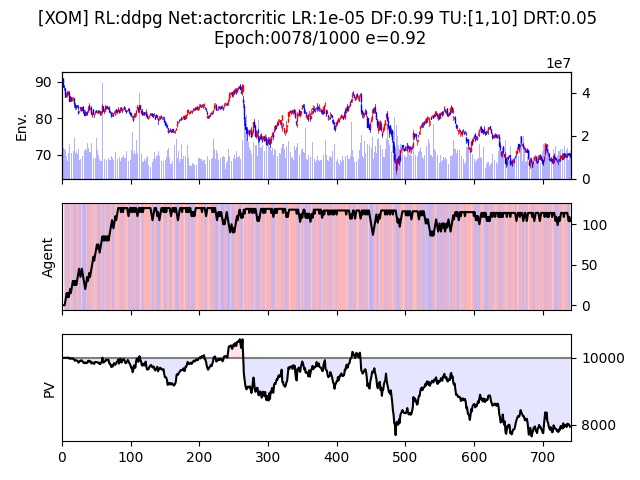 [XOM] RL:ddpg Net:actorcritic LR:1e-05 DF:0.99 TU:[1,10] DRT:0.05
Epoch:0078/1000 e=0.92
1e7
90
80
70
Env.
4
2
0
Agent
100
50
0
PV
10000
8000
0 100 200 300 400 500 600 700